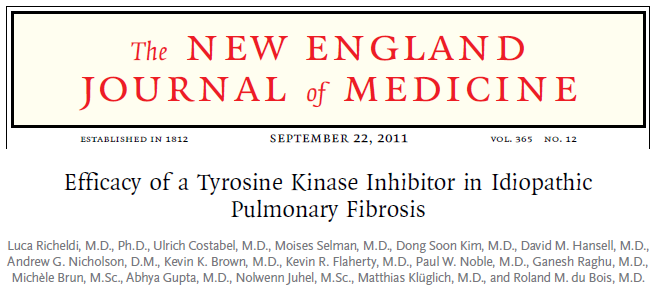 The NEW ENGLAND
JOURNAL of MEDICINE
ESTABLISHED IN 1812 SEPTEMBER 22, 2011 VOL. 365 NO. 12
Efficacy of a Tyrosine Kinase Inhibitor in Idiopathic
Pulmonary Fibrosis
Luca Richeldi, M.D., Ph.D., Ulrich Costabel, M.D., Moises Selman, M.D., Dong Soon Kim, M.D., David M. Hansell, M.D.,
Andrew G. Nicholson, D.M., Kevin K. Brown, M.D., Kevin R. Flaherty, M.D., Paul W. Noble, M.D., Ganesh Raghu, M.D.,
Michèle Brun, M.Sc., Abhya Gupta, M.D., Nolwenn Juhel, M.Sc., Matthias Klüglich, M.D., and Roland M. du Bois, M.D.